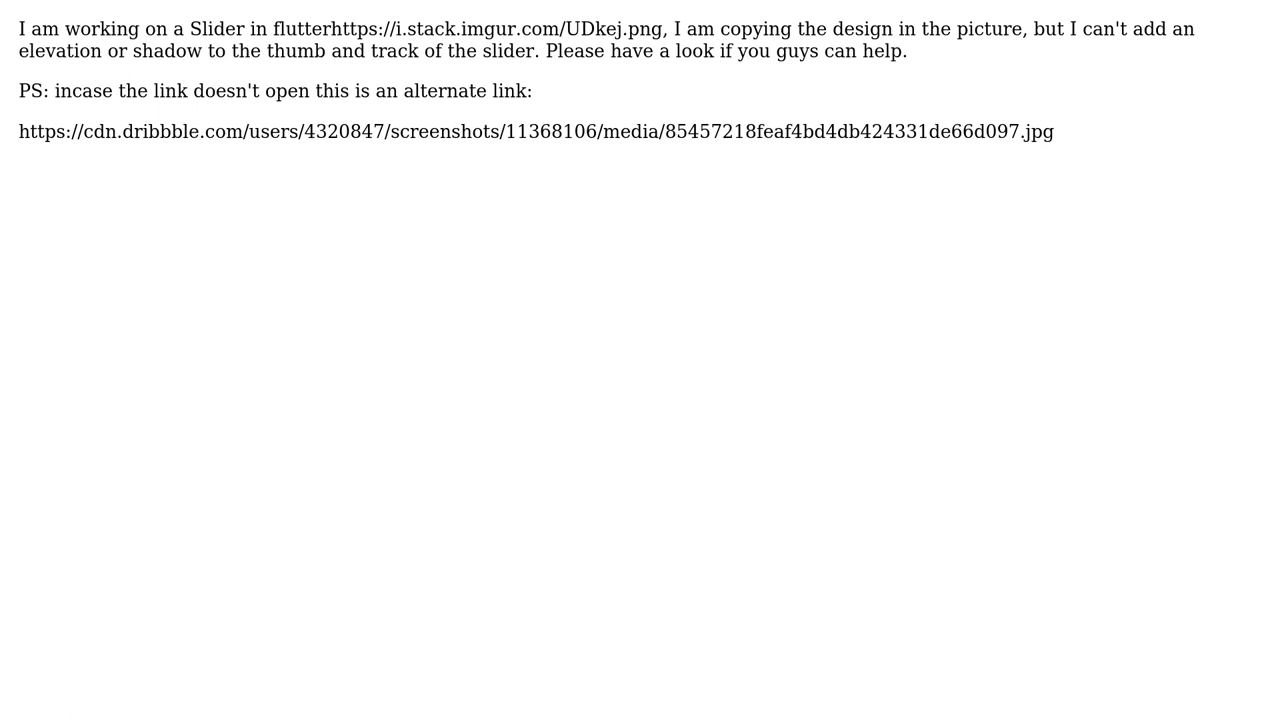 I am working on a Slider in flutterhttps://i.stack.imgur.com/UDkej.png, I am copying the design in the picture, but I can't add an
elevation or shadow to the thumb and track of the slider. Please have a look if you guys can help.
PS: incase the link doesn't open this is an alternate link:
https://cdn.dribbble.com/users/4320847/screenshots/11368106/media/85457218feaf4bd4db424331de66d097.jpg